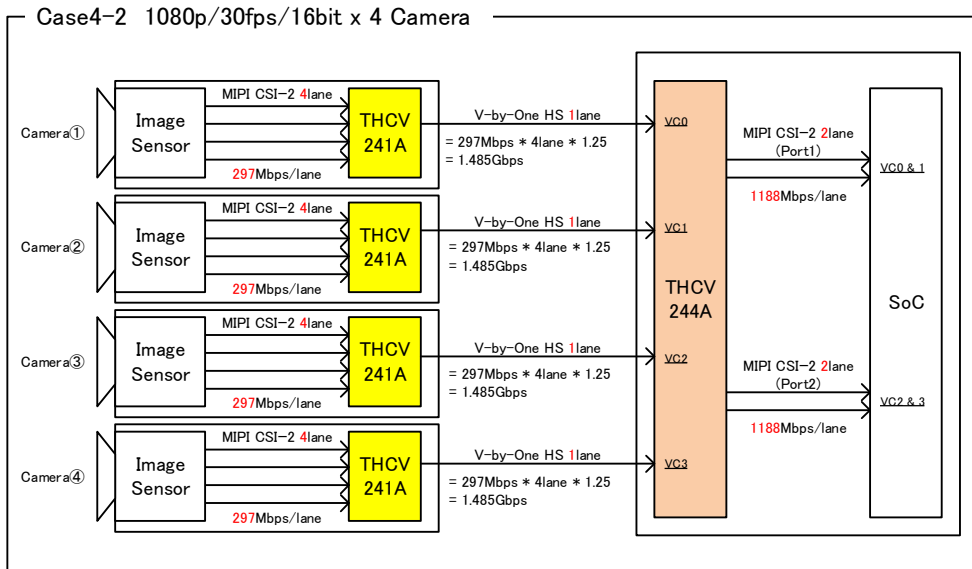 Case4-2 1080p/30fps/16bit x 4 Camera
Camera①
Image
Sensor
MIPI CSI-2 4lane
297Mbps/lane
THCV
241A
V-by-One HS 1lane
= 297Mbps * 4lane * 1.25
= 1.485Gbps
Camera②
Image
Sensor
MIPI CSI-2 4lane
297Mbps/lane
THCV
241A
V-by-One HS 1lane
= 297Mbps * 4lane * 1.25
= 1.485Gbps
Camera③
Image
Sensor
MIPI CSI-2 4lane
297Mbps/lane
THCV
241A
V-by-One HS 1lane
= 297Mbps * 4lane * 1.25
= 1.485Gbps
Camera④
Image
Sensor
MIPI CSI-2 4lane
297Mbps/lane
THCV
241A
V-by-One HS 1lane
= 297Mbps * 4lane * 1.25
= 1.485Gbps
VC0
VC1
THCV
244A
VC2
VC3
MIPI CSI-2 2lane
(Port1)
1188Mbps/lane
MIPI CSI-2 2lane
(Port2)
1188Mbps/lane
VC0 & 1
SoC
VC2 & 3